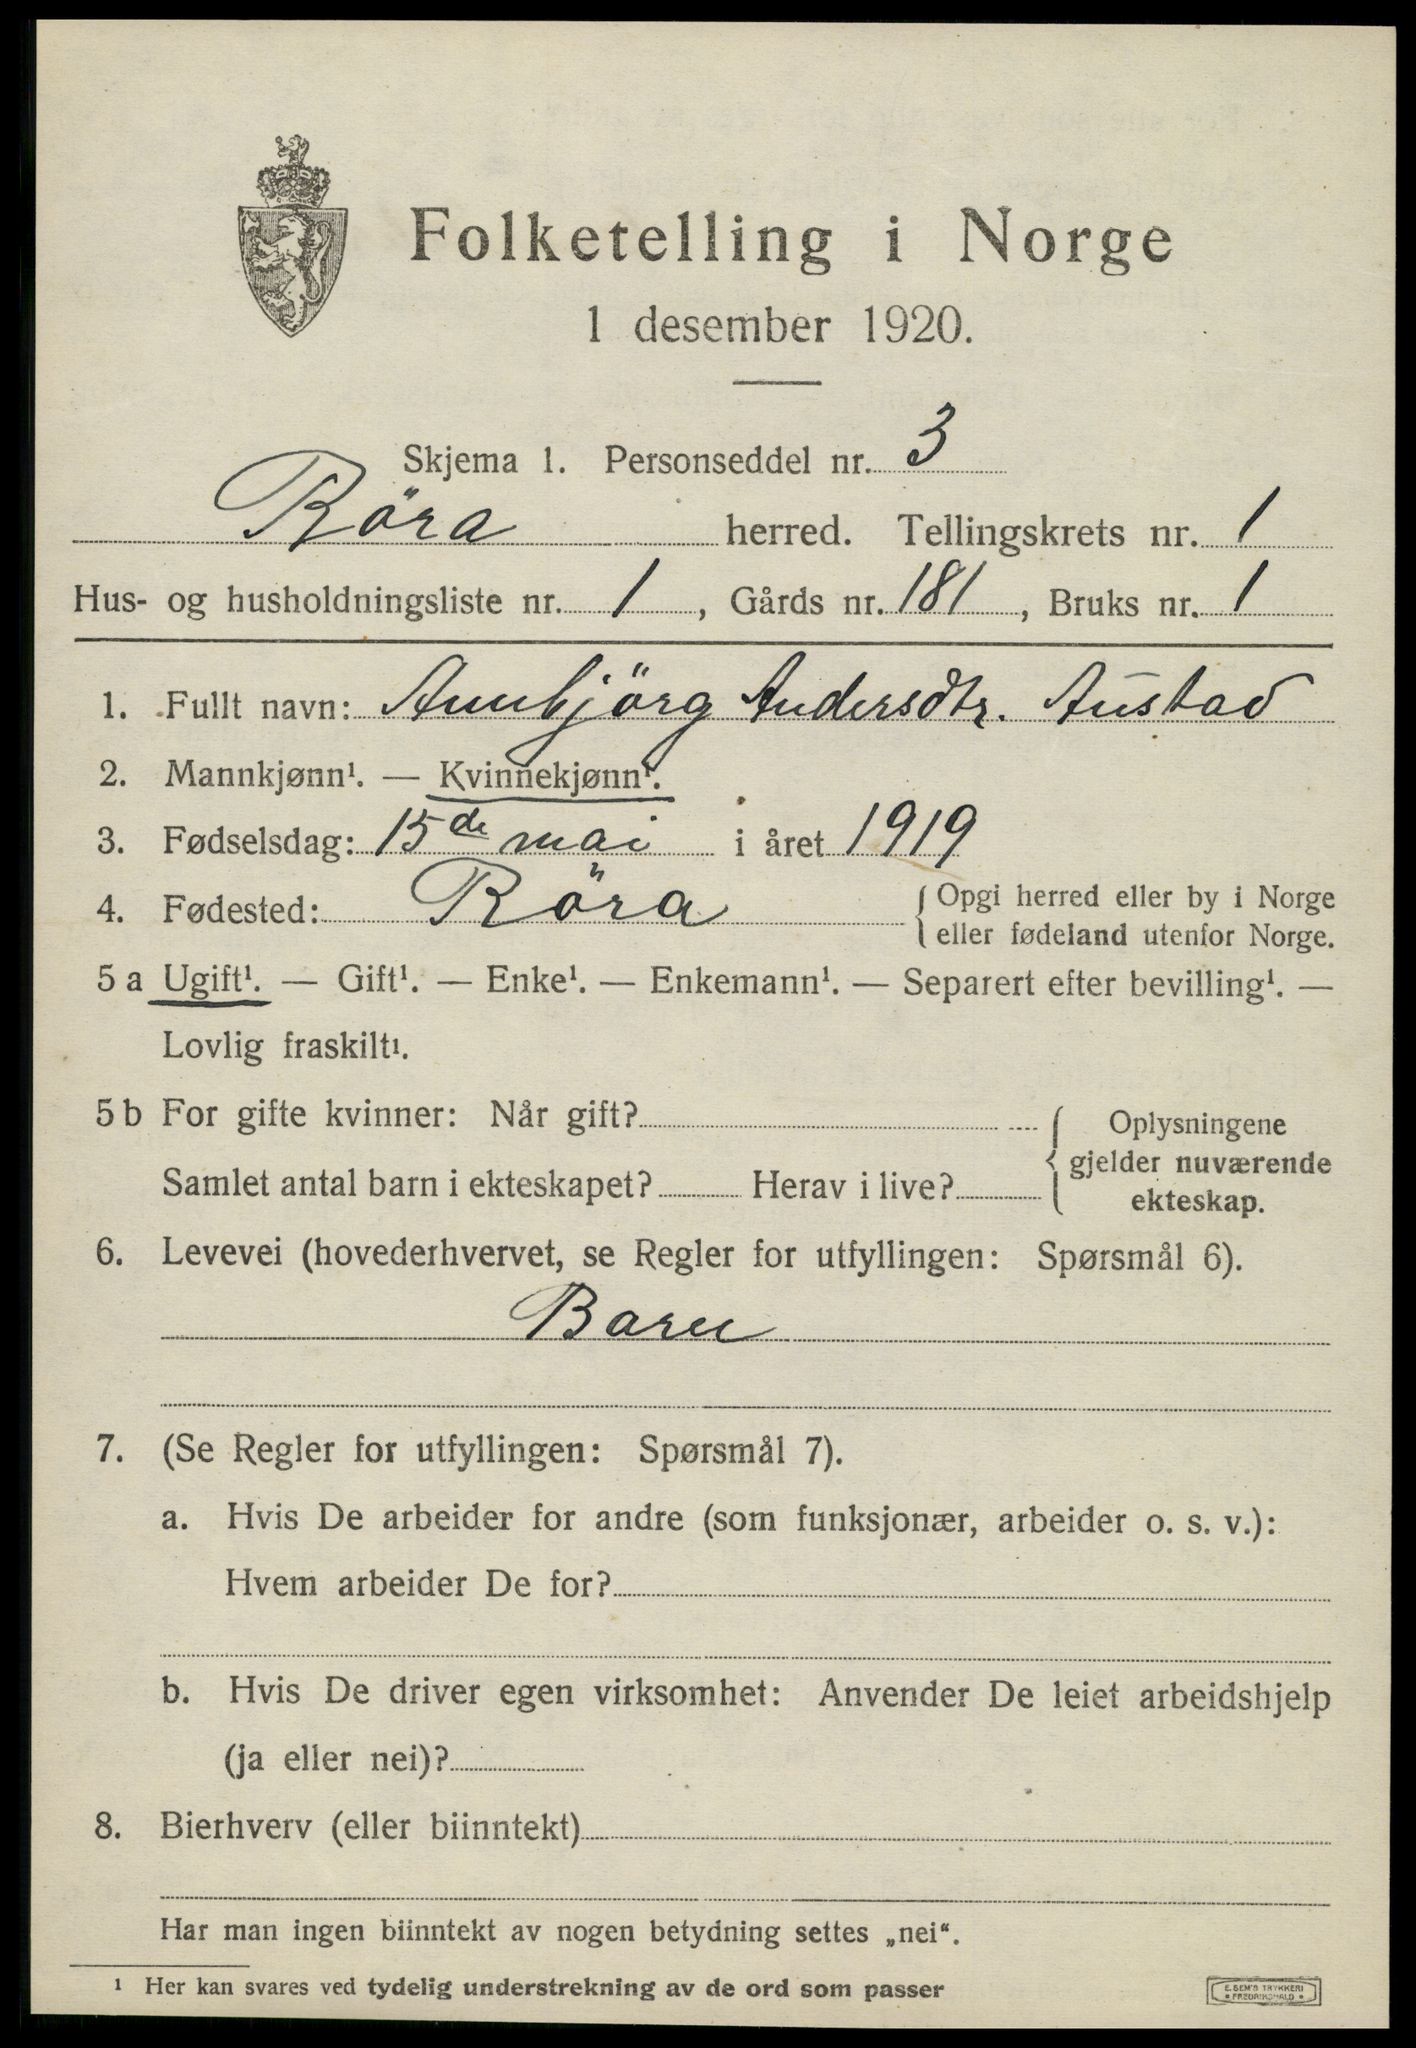 Folketelling i Norge
1 desember 1920.
Skjema 1. Personseddel nr. 3
Röra herred. Tellingskrets nr. 1
Hus- og husholdningsliste nr. 1, Gårds nr. 181, Bruks nr. 1
1. Fullt navn: Annbjörg Andersdtr. Austad
2. Mannkjønn¹. — Kvinnekjønn¹.
3. Fødselsdag: 15de mai i året 1919
4. Fødested: Röra { Opgi herred eller by i Norge
eller fødeland utenfor Norge.
5 a Ugift¹. — Gift¹. — Enke¹. — Enkemann¹. — Separert efter bevilling¹. —
Lovlig fraskilt¹.
5 b For gifte kvinner: Når gift? { Oplysningene
gjelder nuværende
Samlet antal barn i ekteskapet? Herav i live? ekteskap.
6. Levevei (hovederhvervet, se Regler for utfyllingen: Spørsmål 6).
Barn
7. (Se Regler for utfyllingen: Spørsmål 7).
a. Hvis De arbeider for andre (som funksjonær, arbeider o. s. v.):
Hvem arbeider De for?
b. Hvis De driver egen virksomhet: Anvender De leiet arbeidshjelp
(ja eller nei)?
8. Bierhverv (eller biinntekt)
Har man ingen biinntekt av nogen betydning settes „nei“.
¹ Her kan svares ved tydelig understrekning av de ord som passer
E. SEM'S TRYKKERI
• FREDRIKSHALD •